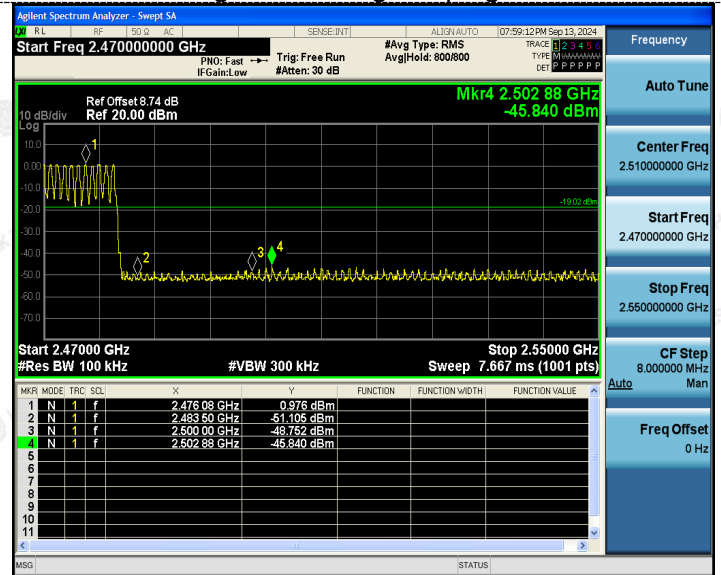 Agilent Spectrum Analyzer - Swept SA
LXI RL RF 50 Ω AC SENSE:INT ALIGN AUTO 07:59:12 PM Sep 13, 2024
Start Freq 2.470000000 GHz #Avg Type: RMS TRACE 1 2 3 4 5 6 Frequency
PNO: Fast Trig: Free Run Avg|Hold: 800/800 TYPE M WWWWW
IFGain:Low #Atten: 30 dB DET P P P P P P
Auto Tune
Mkr4 2.502 88 GHz
Ref Offset 8.74 dB
10 dB/div Ref 20.00 dBm -45.840 dBm
Log
10.0
0.00
-10.0
-20.0
-30.0
-40.0
-50.0
-60.0
-70.0
1
2
3
4
-19.02 dBm
Center Freq
2.510000000 GHz
Start Freq
2.470000000 GHz
Stop Freq
2.550000000 GHz
Start 2.47000 GHz Stop 2.55000 GHz
#Res BW 100 kHz #VBW 300 kHz Sweep 7.667 ms (1001 pts)
CF Step
8.000000 MHz
Auto Man
MKR MODE TRC SCL X Y FUNCTION FUNCTION WIDTH FUNCTION VALUE
1 N 1 f 2.476 08 GHz 0.976 dBm
2 N 1 f 2.483 50 GHz -51.105 dBm
3 N 1 f 2.500 00 GHz -48.752 dBm
4 N 1 f 2.502 88 GHz -45.840 dBm
5
6
7
8
9
10
11
Freq Offset
0 Hz
MSG STATUS